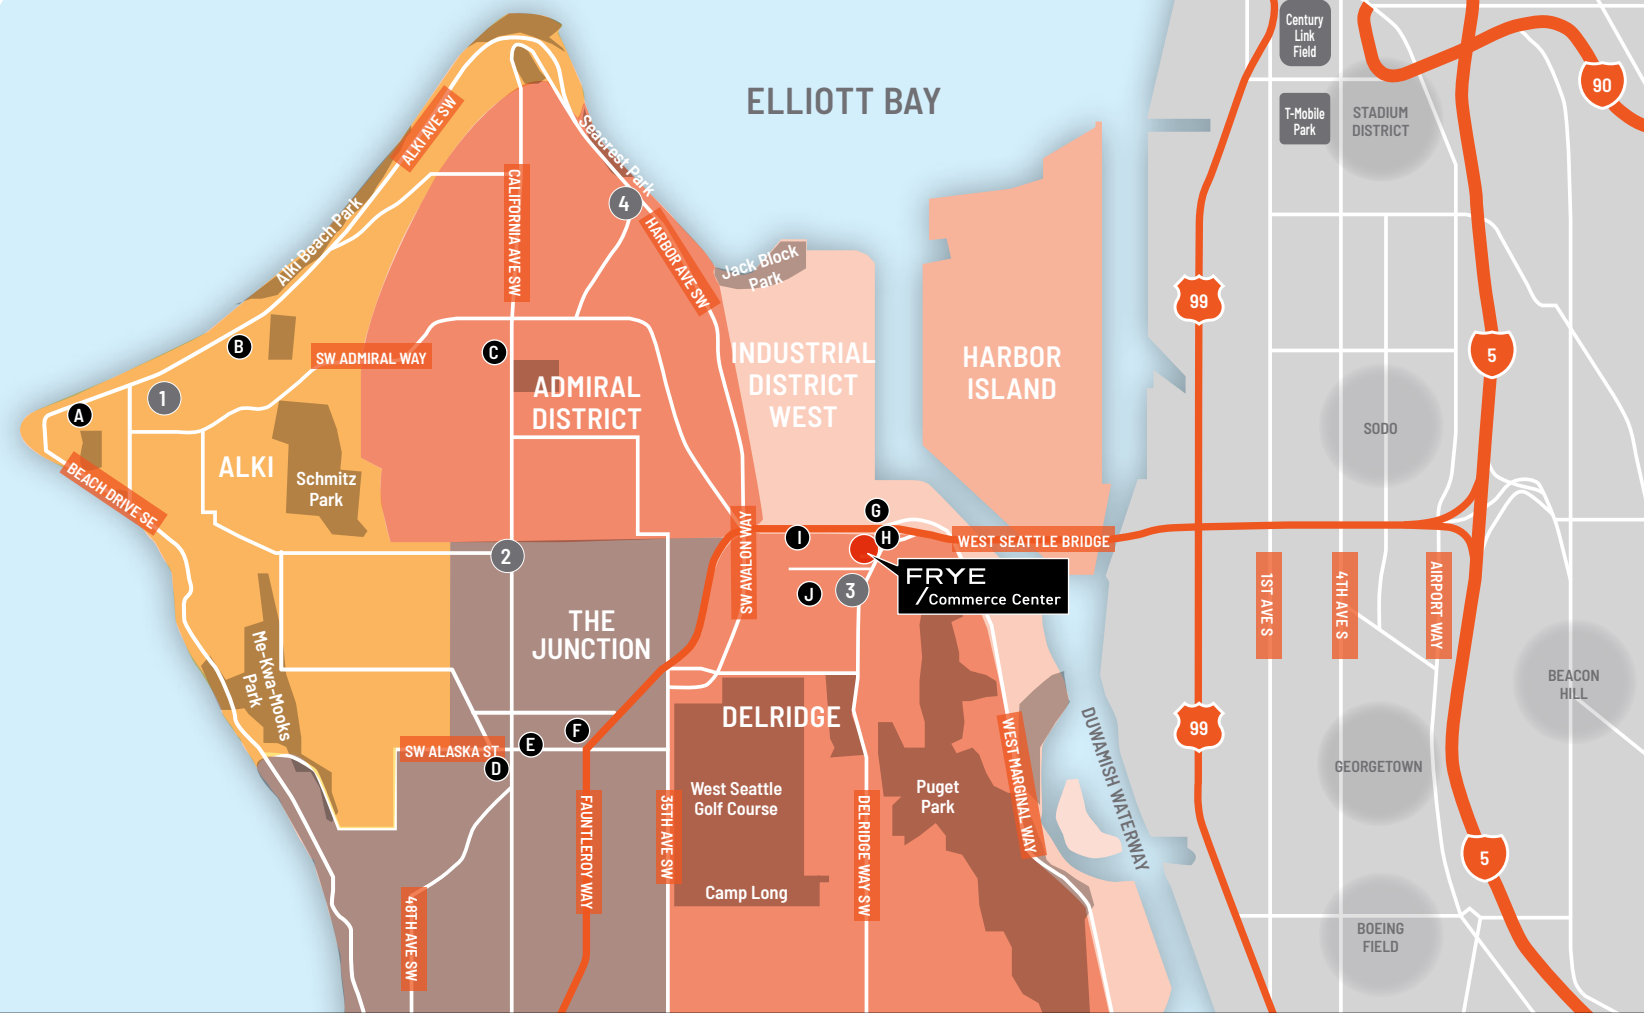 Century
Link
Field
90
ELLIOTT BAY
T-Mobile
Park
STADIUM
DISTRICT
ALKI AVE SW
Seacrest Park
CALIFORNIA AVE SW
4
Alki Beach Park
HARBOR AVE SW
Jack Block
Park
99
B
SW ADMIRAL WAY
C
INDUSTRIAL
DISTRICT
WEST
HARBOR
ISLAND
5
1
A
ADMIRAL
DISTRICT
SODO
ALKI
Schmitz
Park
BEACH DRIVE SE
SW AVALON WAY
G
I
H
WEST SEATTLE BRIDGE
2
FRYE
/Commerce Center
J
3
1ST AVE S
4TH AVE S
AIRPORT WAY
THE
JUNCTION
Me-Kwa-Mooks
Park
BEACON
HILL
DELRIDGE
99
F
E
SW ALASKA ST
D
WEST MARGINAL WAY
DUWAMISH WATERWAY
GEORGETOWN
West Seattle
Golf Course
Puget
Park
FAUNTLEROY WAY
35TH AVE SW
DELRIDGE WAY SW
5
Camp Long
48TH AVE SW
BOEING
FIELD